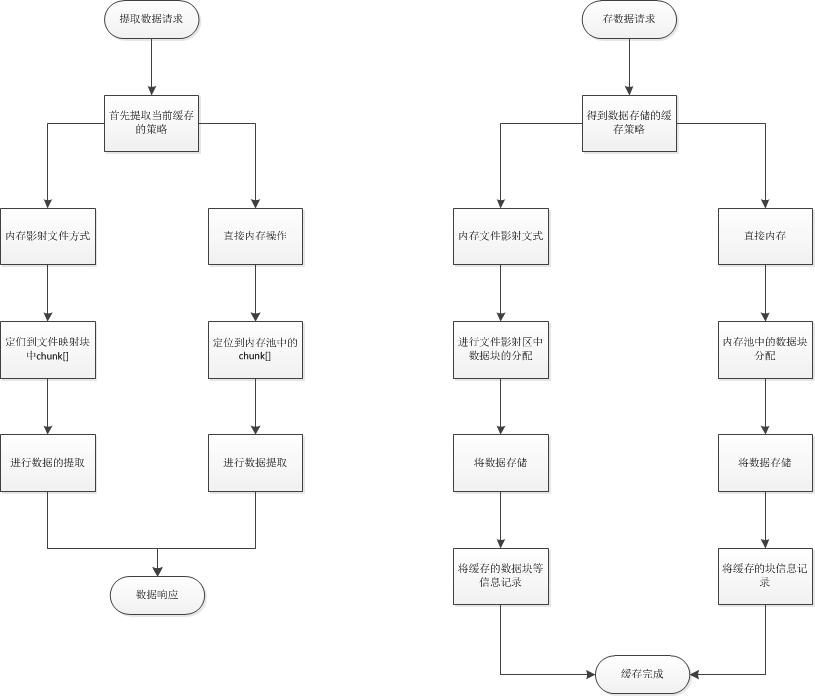 提取数据请求
首先提取当前缓存
的策略
内存影射文件方式
直接内存操作
定们到文件映射块
中chunk[]
定位到内存池中的
chunk[]
进行数据的提取
进行数据提取
数据响应
存数据请求
得到数据存储的缓
存策略
内存文件影射文式
直接内存
进行文件影射区中
数据块的分配
内存池中的数据块
分配
将数据存储
将数据存储
将缓存的数据块等
信息记录
将缓存的块信息记
录
缓存完成